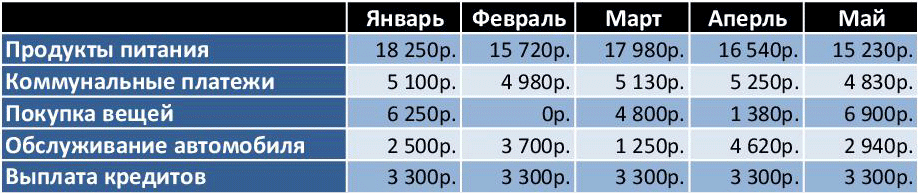 Январь Февраль Март Аперль Май
Продукты питания 18 250р. 15 720р. 17 980р. 16 540р. 15 230р.
Коммунальные платежи 5 100р. 4 980р. 5 130р. 5 250р. 4 830р.
Покупка вещей 6 250р. 0р. 4 800р. 1 380р. 6 900р.
Обслуживание автомобиля 2 500р. 3 700р. 1 250р. 4 620р. 2 940р.
Выплата кредитов 3 300р. 3 300р. 3 300р. 3 300р. 3 300р.